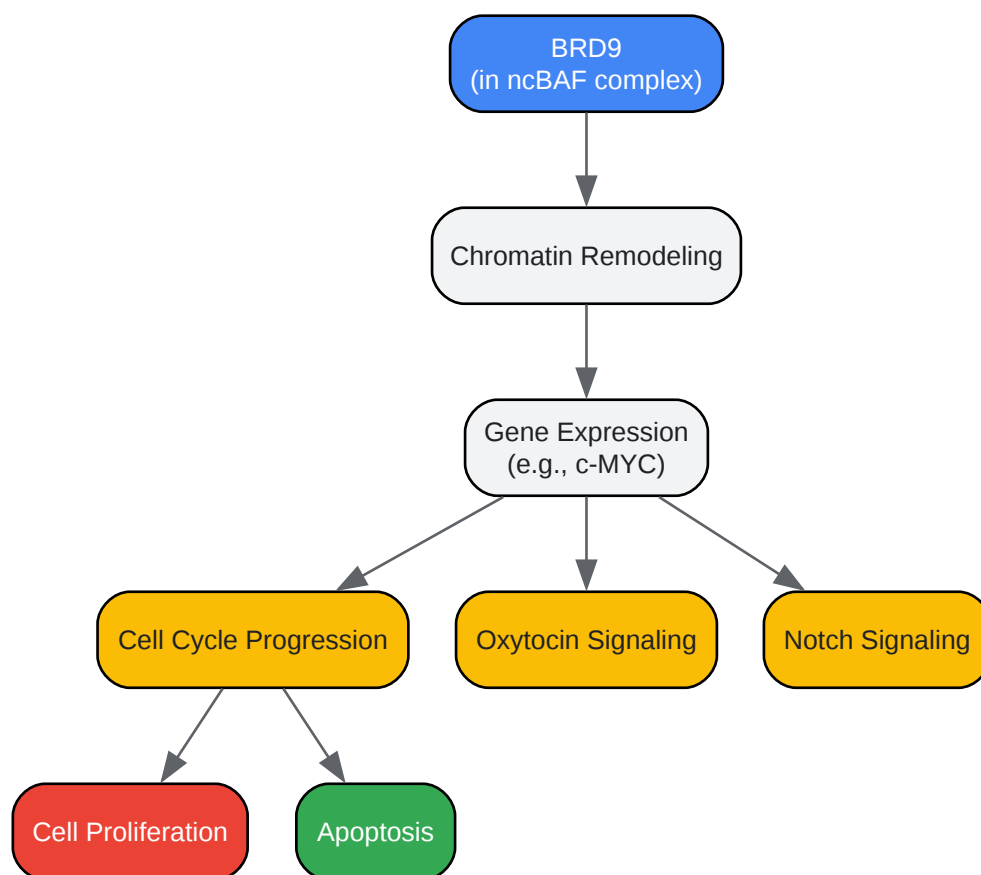 BRD9
(in ncBAF complex)
Chromatin Remodeling
Gene Expression
(e.g., c-MYC)
Cell Cycle Progression
Oxytocin Signaling
Notch Signaling
Cell Proliferation
Apoptosis